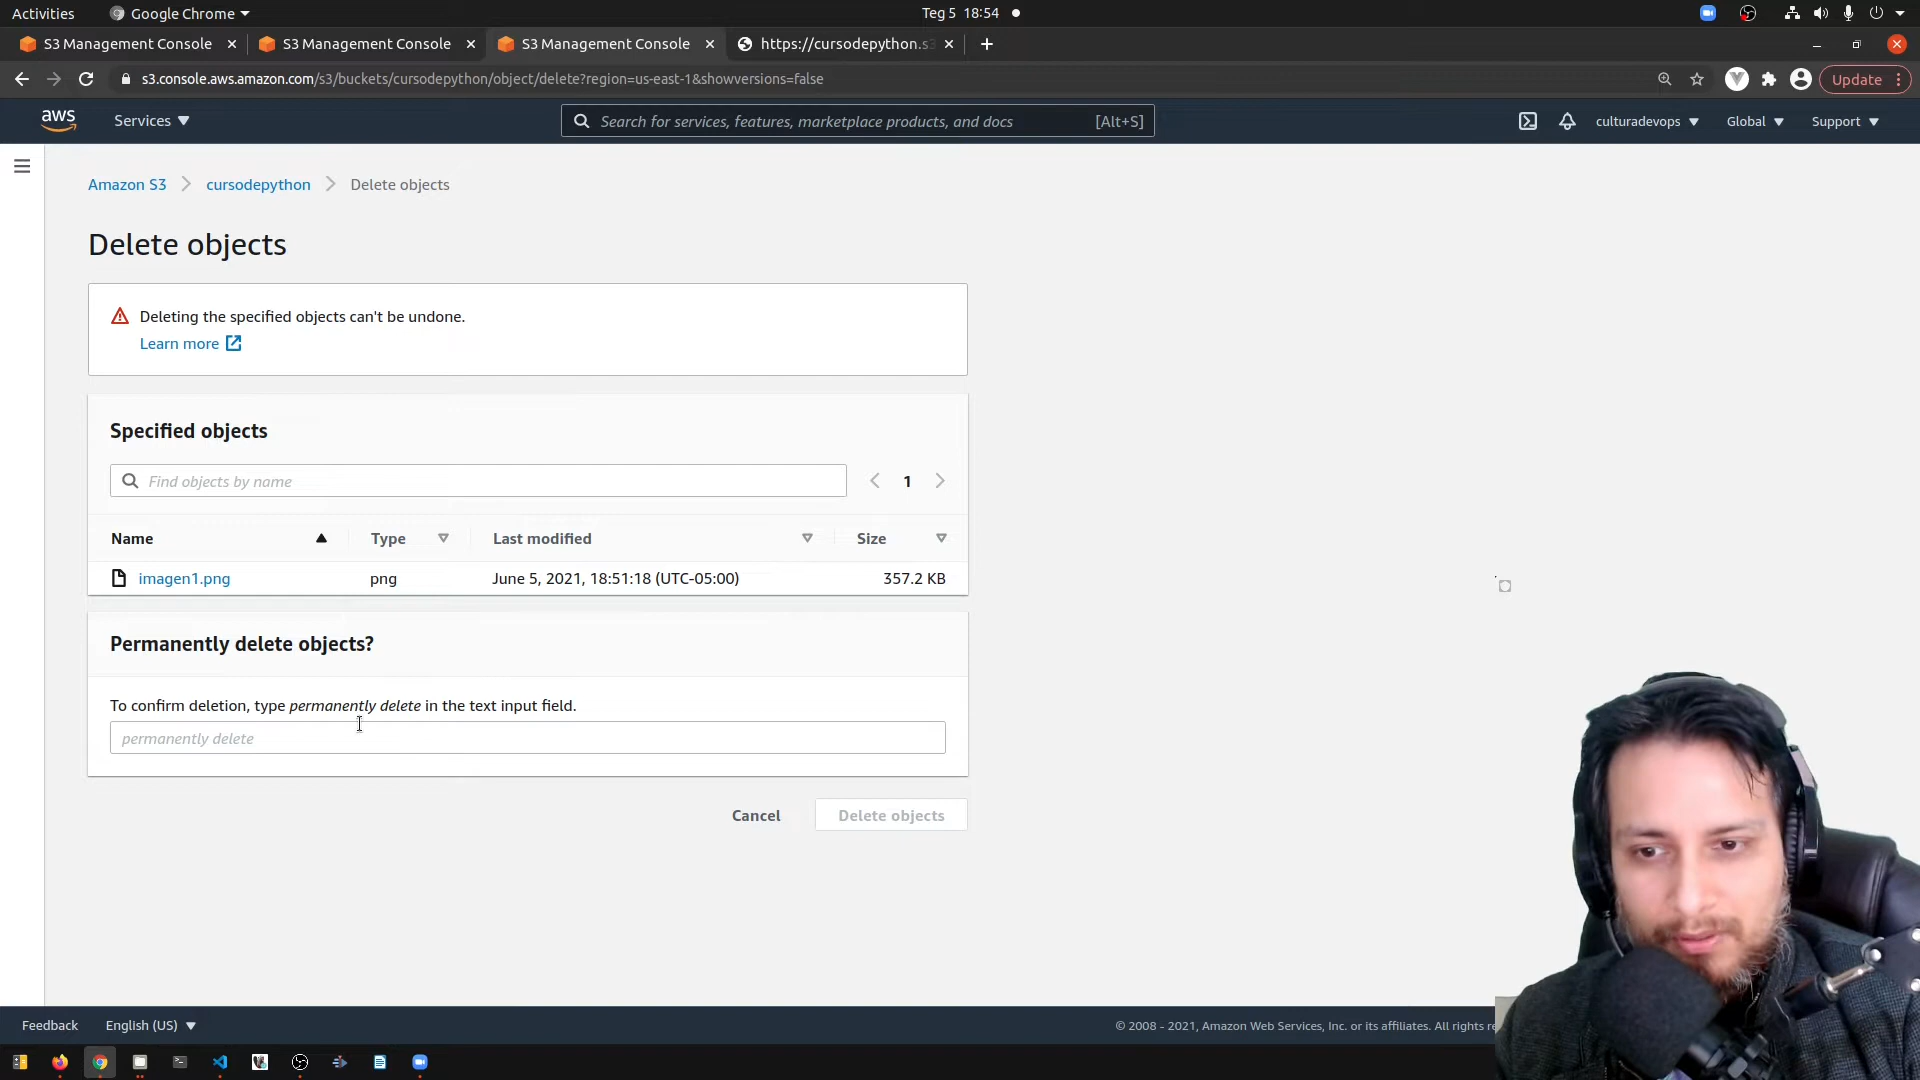 Activities
Google Chrome
Teg 5 18:54
S3 Management Console
S3 Management Console
S3 Management Console
https://cursodepython.s3
s3.console.aws.amazon.com/s3/buckets/cursodepython/object/delete?region=us-east-1&showversions=false
Update
aws
Services
Search for services, features, marketplace products, and docs
[Alt+S]
culturadevops
Global
Support
Amazon S3
cursodepython
Delete objects
Delete objects
Deleting the specified objects can't be undone.
Learn more
Specified objects
Find objects by name
1
Name
Type
Last modified
Size
imagen1.png
png
June 5, 2021, 18:51:18 (UTC-05:00)
357.2 KB
Permanently delete objects?
To confirm deletion, type permanently delete in the text input field.
permanently delete
Cancel
Delete objects
Feedback
English (US)
© 2008 - 2021, Amazon Web Services, Inc. or its affiliates. All rights